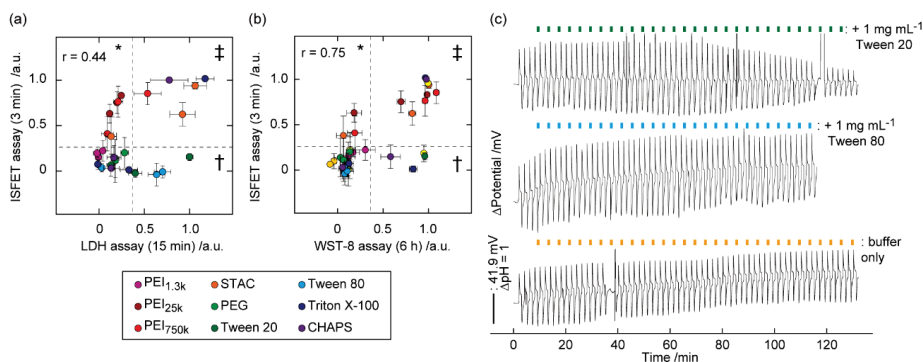 (a)
r = 0.44
*
‡
†
ISFET assay (3 min) /a.u.
1.0
0.5
0
0
0.5
1.0
LDH assay (15 min) /a.u.
(b)
r = 0.75
*
‡
†
ISFET assay (3 min) /a.u.
1.0
0.5
0
0
0.5
1.0
WST-8 assay (6 h) /a.u.
PEI1.3k
STAC
Tween 80
PEI25k
PEG
Triton X-100
PEI750k
Tween 20
CHAPS
(c)
: + 1 mg mL⁻¹
Tween 20
: + 1 mg mL⁻¹
Tween 80
: buffer
only
ΔPotential /mV
: 41.9 mV
ΔpH = 1
0 20 40 60 80 100 120
Time /min